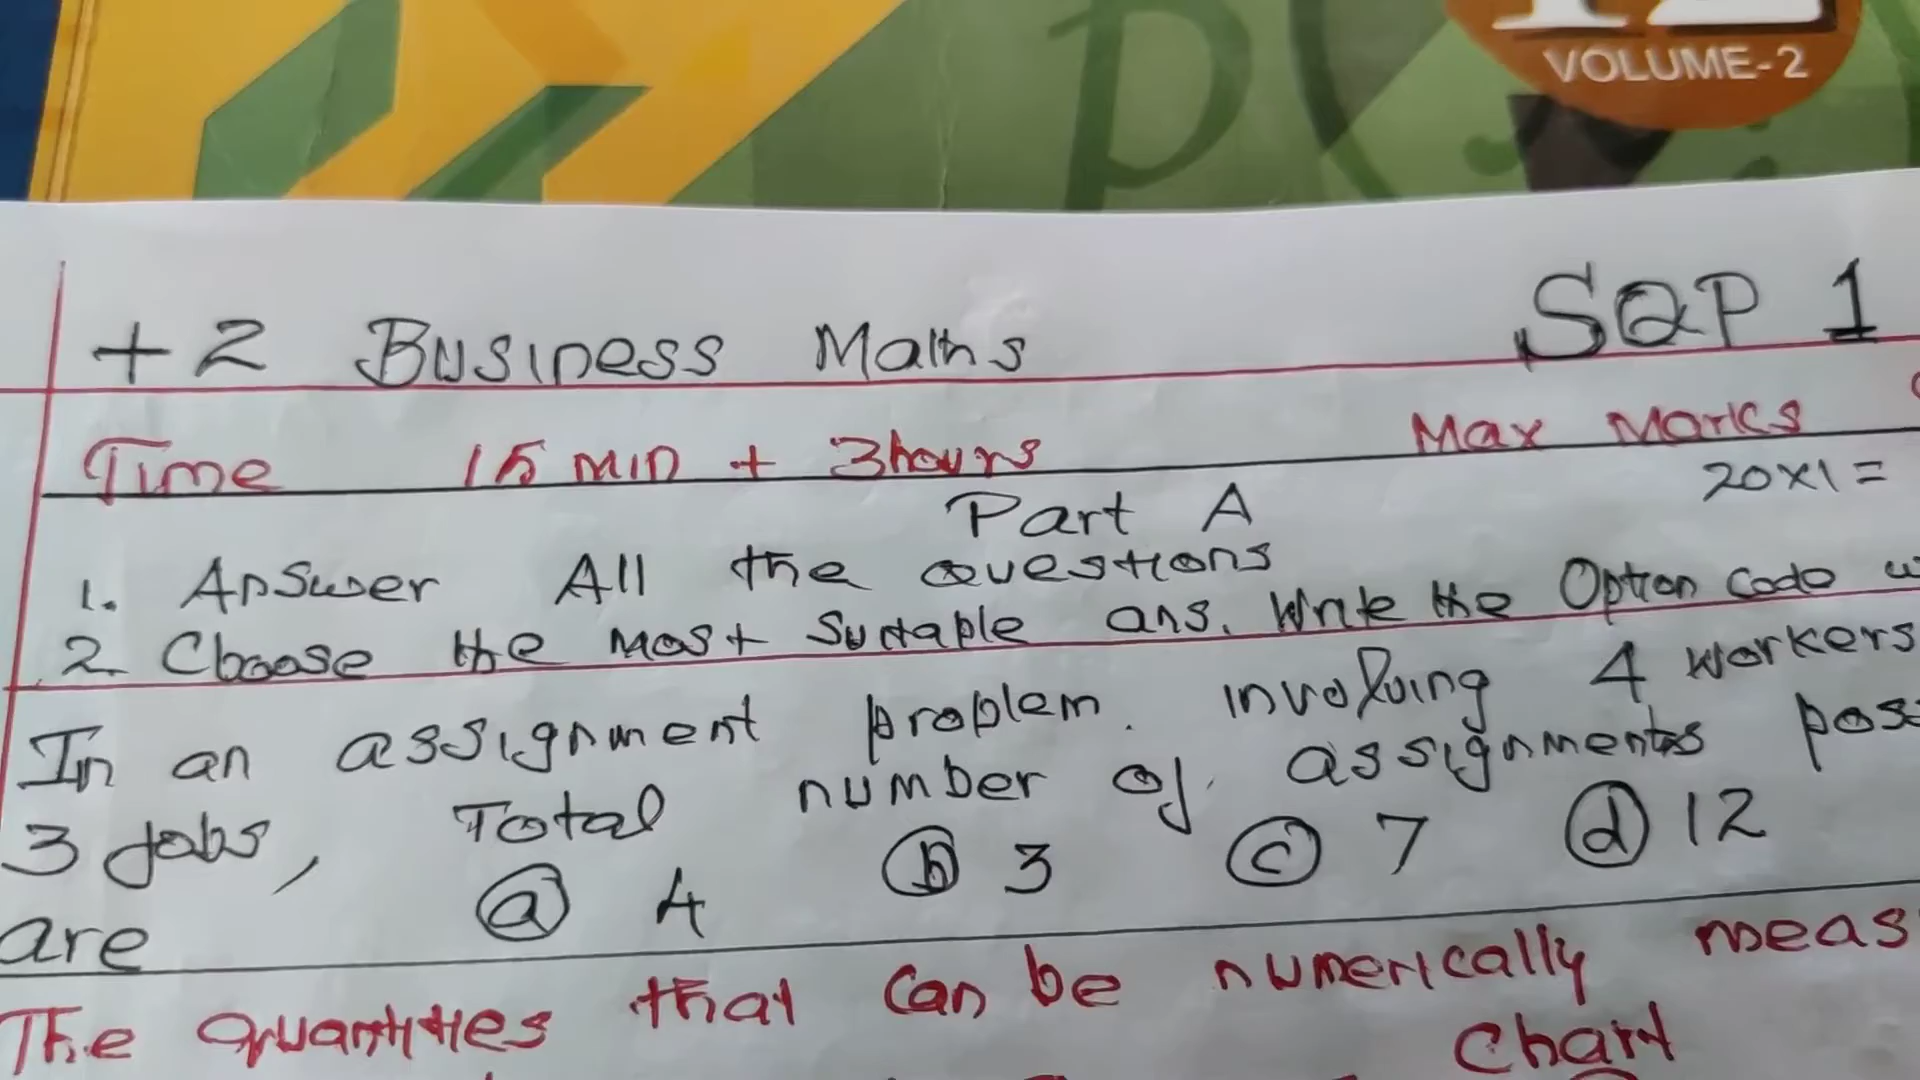 VOLUME-2
+2 Business Maths SQP 1
Time 15 min + 3hours Max Marks
20x1=
Part A
1. Answer All the Questions
2. Choose the most suitable ans. Write the Option Code
In an assignment problem. involving 4 workers
3 Jobs, Total number of. assignments
are ⓐ 4 ⓑ 3 ⓒ 7 ⓓ 12
The quantities that can be numerically
Chart